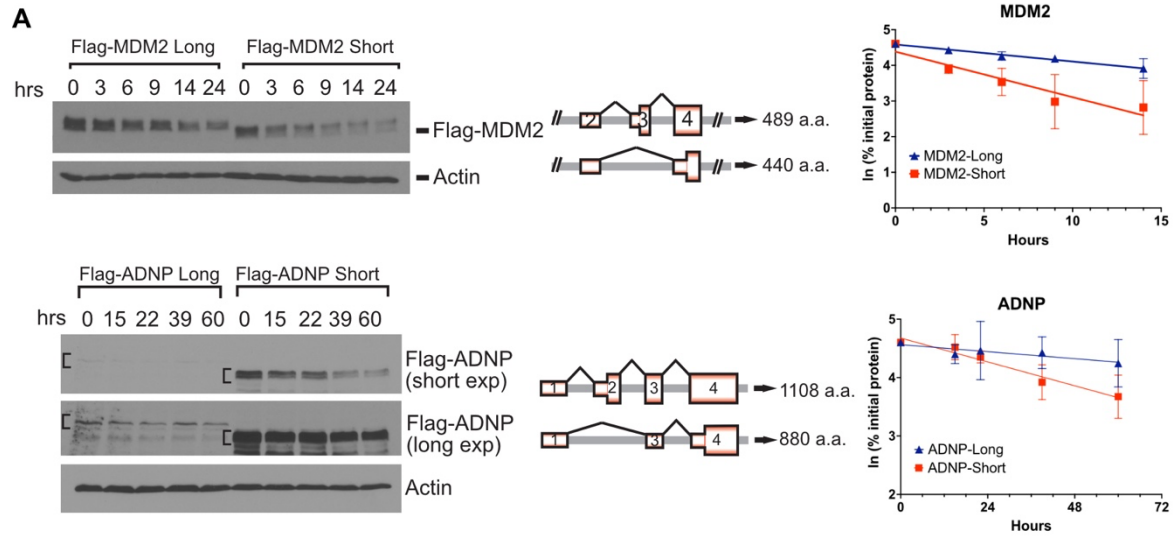 A
Flag-MDM2 Long Flag-MDM2 Short
hrs 0 3 6 9 14 24 0 3 6 9 14 24
Flag-MDM2
Actin
2 3 4 489 a.a.
440 a.a.
MDM2
ln (% initial protein)
5
4
3
2
1
0
MDM2-Long
MDM2-Short
0 5 10 15
Hours
Flag-ADNP Long Flag-ADNP Short
hrs 0 15 22 39 60 0 15 22 39 60
Flag-ADNP
(short exp)
Flag-ADNP
(long exp)
Actin
1 2 3 4 1108 a.a.
1 3 4 880 a.a.
ADNP
ln (% initial protein)
5
4
3
2
ADNP-Long
ADNP-Short
0 24 48 72
Hours